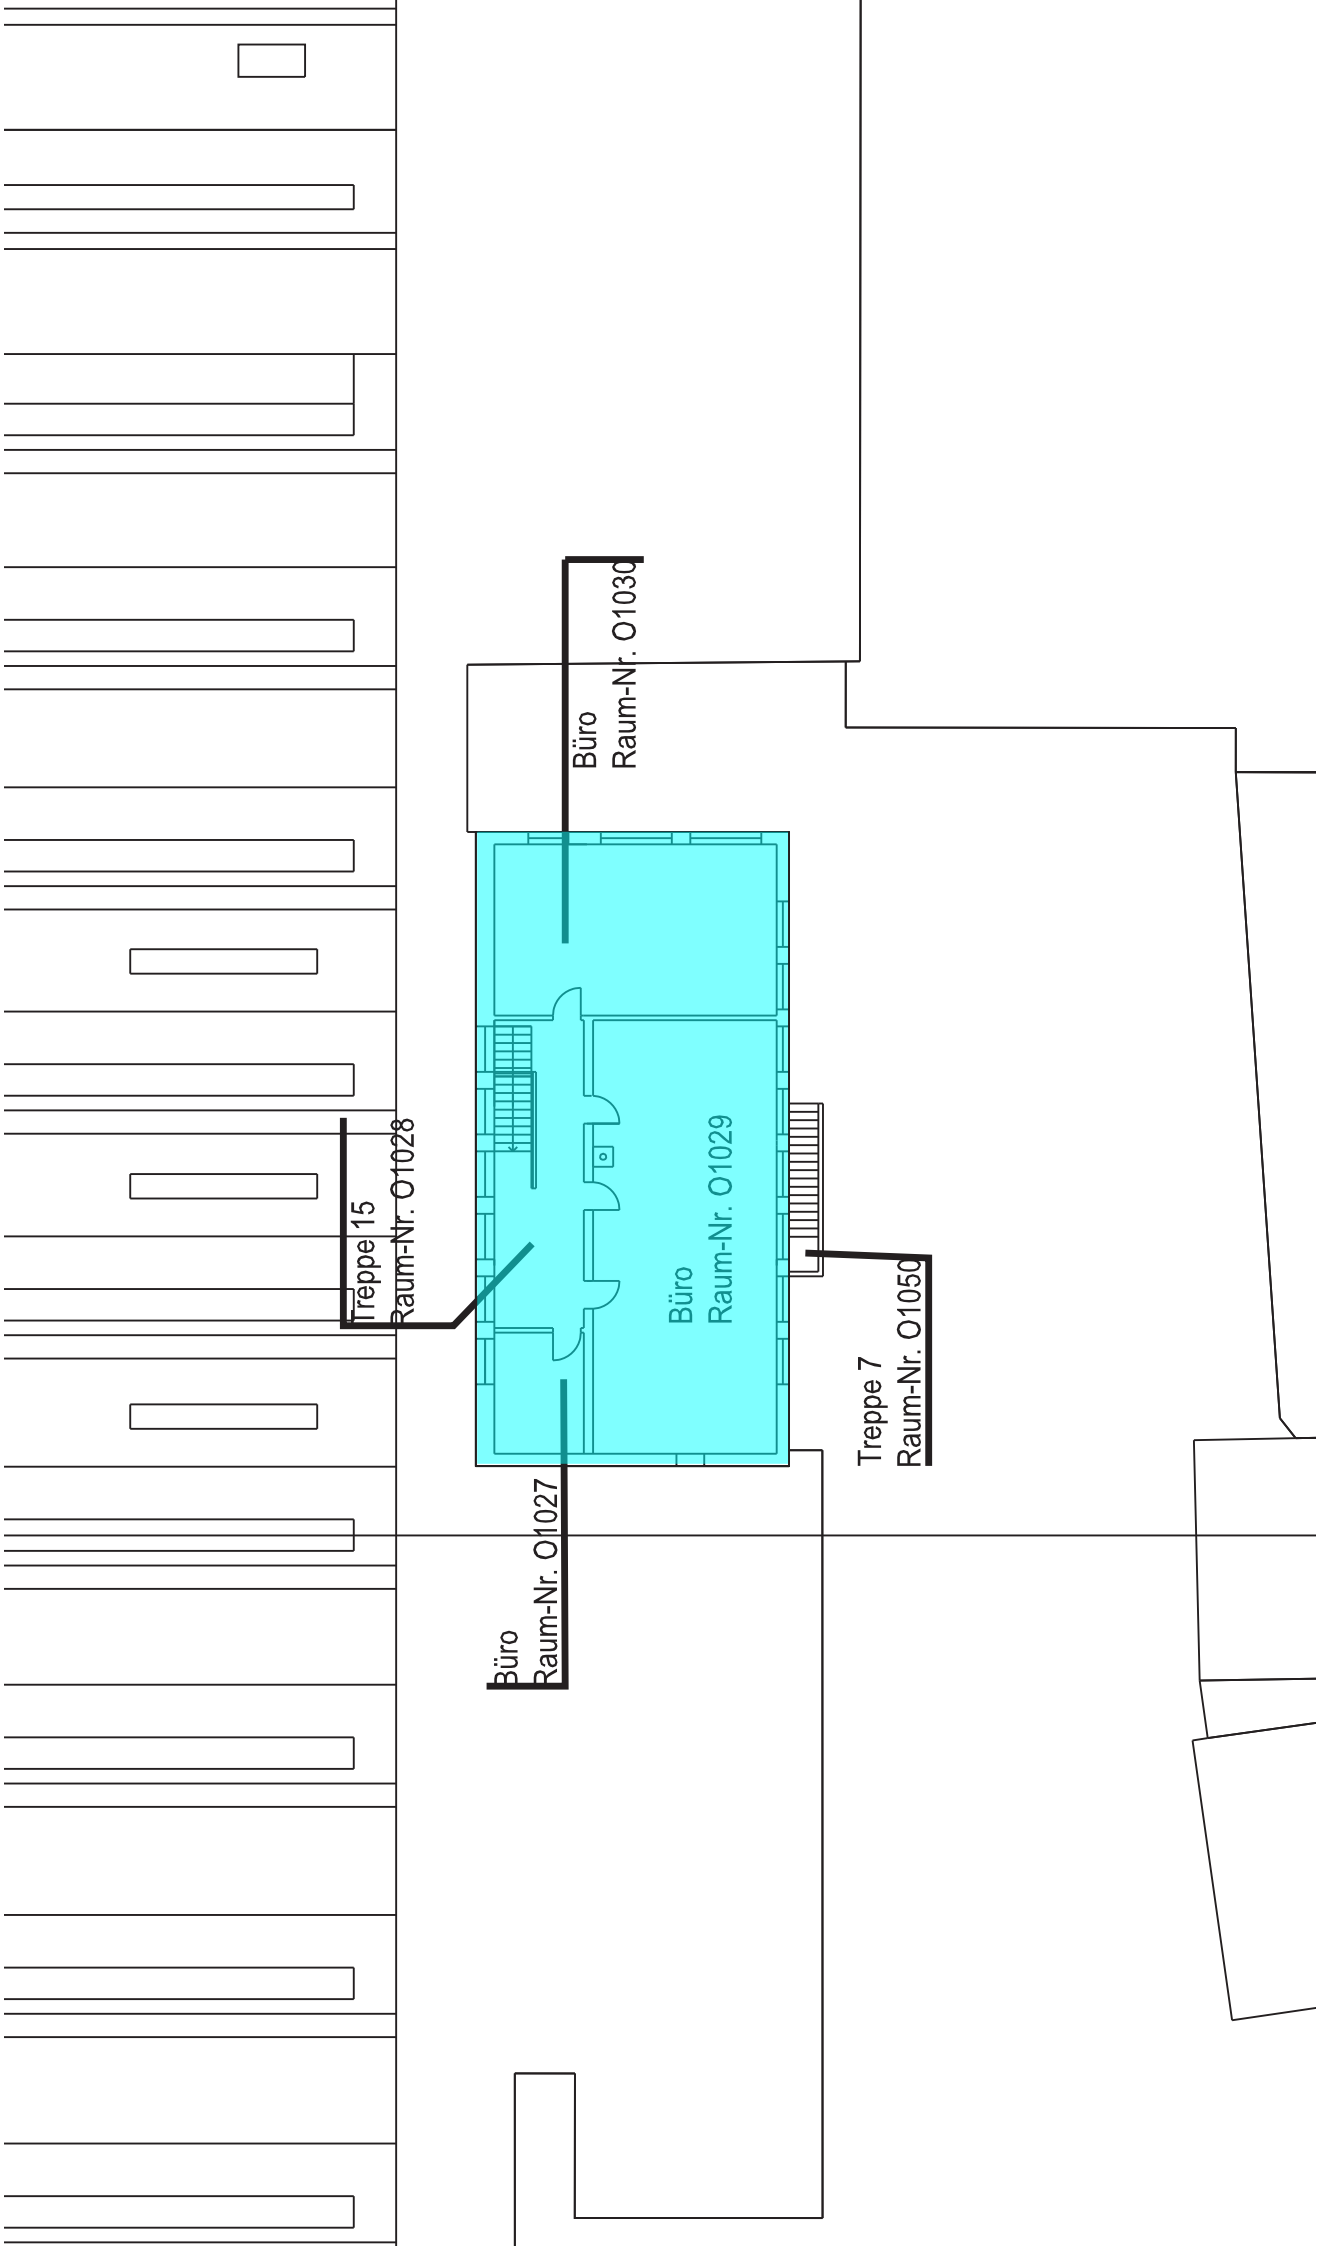 Büro
Raum-Nr. O1030
Treppe 15
Raum-Nr. O1028
Büro
Raum-Nr. O1029
Treppe 7
Raum-Nr. O1050
Büro
Raum-Nr. O1027